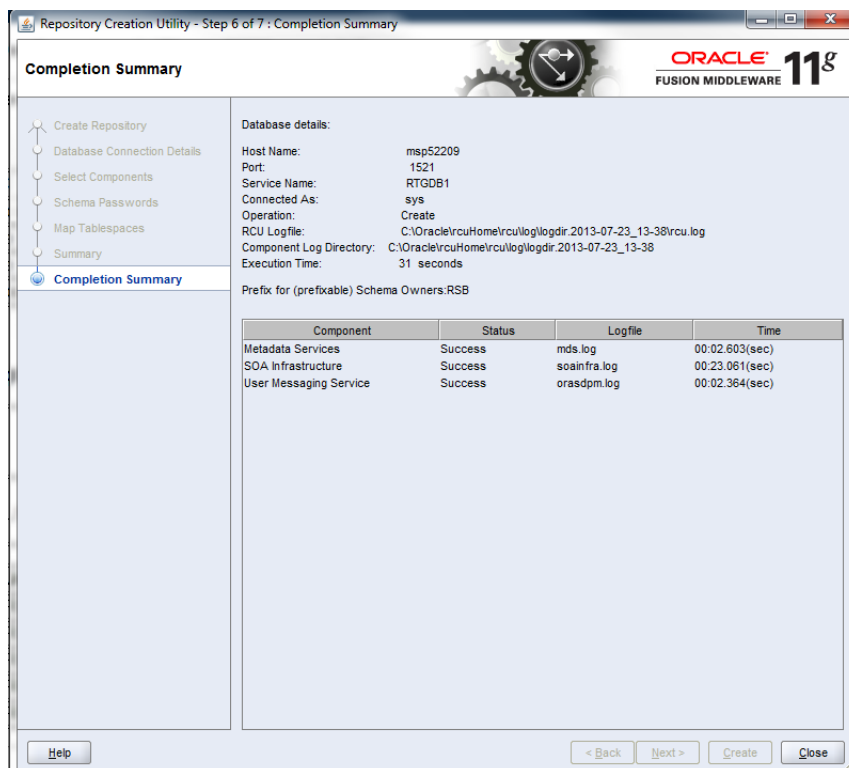 Repository Creation Utility - Step 6 of 7 : Completion Summary
Completion Summary
ORACLE 11g
FUSION MIDDLEWARE
Create Repository
Database Connection Details
Select Components
Schema Passwords
Map Tablespaces
Summary
Completion Summary
Database details:
Host Name: msp52209
Port: 1521
Service Name: RTGDB1
Connected As: sys
Operation: Create
RCU Logfile: C:\Oracle\rcuHome\rcu\log\logdir.2013-07-23_13-38\rcu.log
Component Log Directory: C:\Oracle\rcuHome\rcu\log\logdir.2013-07-23_13-38
Execution Time: 31 seconds
Prefix for (prefixable) Schema Owners:RSB
Component Status Logfile Time
Metadata Services Success mds.log 00:02.603(sec)
SOA Infrastructure Success soainfra.log 00:23.061(sec)
User Messaging Service Success orasdpm.log 00:02.364(sec)
Help < Back Next > Create Close